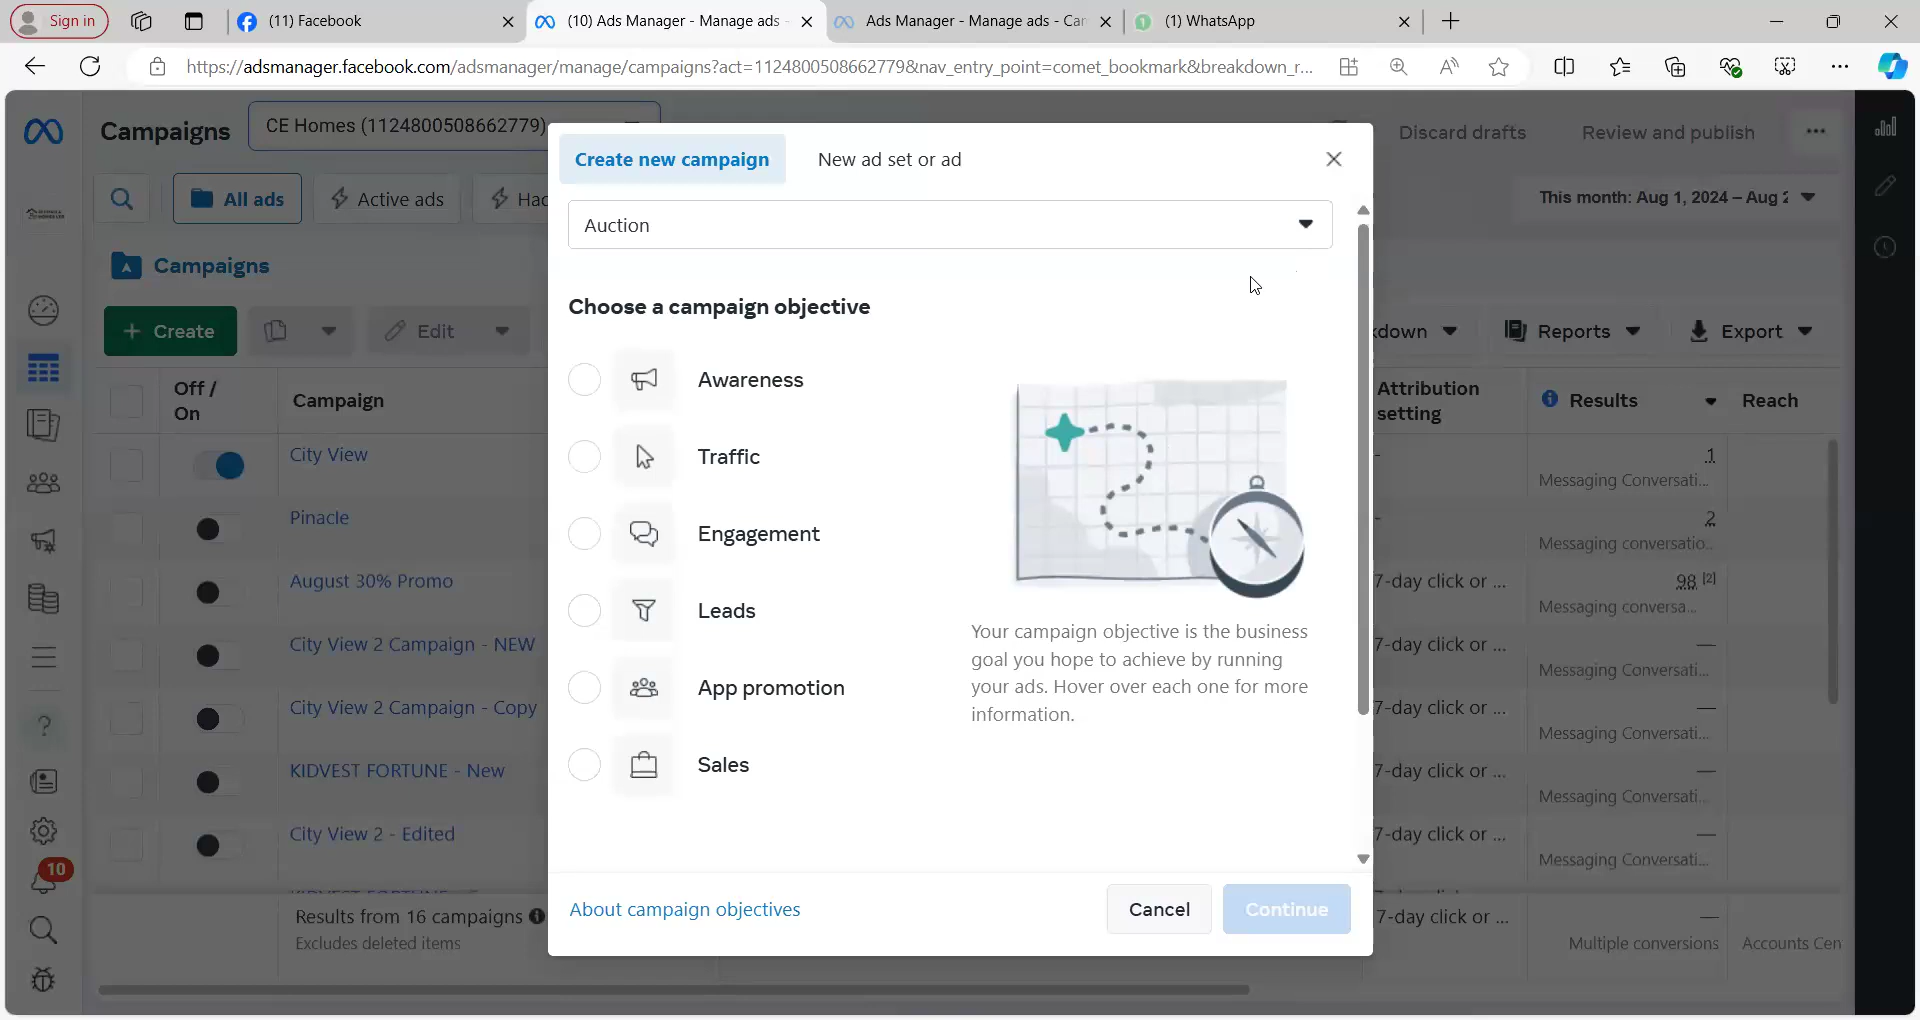 Sign in
(11) Facebook
(10) Ads Manager - Manage ads -
Ads Manager - Manage ads - Car
(1) WhatsApp
https://adsmanager.facebook.com/adsmanager/manage/campaigns?act=1124800508662779&nav_entry_point=comet_bookmark&breakdown_r...
Campaigns
CE Homes (1124800508662779)
Discard drafts
Review and publish
All ads
Active ads
Hac
This month: Aug 1, 2024 – Aug 2
Campaigns
+ Create
Edit
kdown
Reports
Export
Off / On
Campaign
Attribution setting
Results
Reach
City View
-
1
Messaging Conversati...
Pinacle
-
2
Messaging conversatio..
August 30% Promo
7-day click or ...
98 [2]
Messaging conversa...
City View 2 Campaign - NEW
7-day click or ...
—
Messaging Conversati...
City View 2 Campaign - Copy
7-day click or ...
—
Messaging Conversati...
KIDVEST FORTUNE - New
7-day click or ...
—
Messaging Conversati...
City View 2 - Edited
7-day click or ...
—
Messaging Conversati...
10
Results from 16 campaigns
Excludes deleted items
7-day click or ...
—
Multiple conversions
Accounts Cen
Create new campaign
New ad set or ad
Auction
Choose a campaign objective
Awareness
Traffic
Engagement
Leads
App promotion
Sales
Your campaign objective is the business
goal you hope to achieve by running
your ads. Hover over each one for more
information.
About campaign objectives
Cancel
Continue